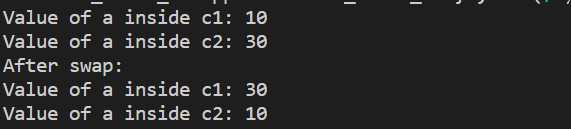 Value of a inside c1: 10
Value of a inside c2: 30
After swap:
Value of a inside c1: 30
Value of a inside c2: 10